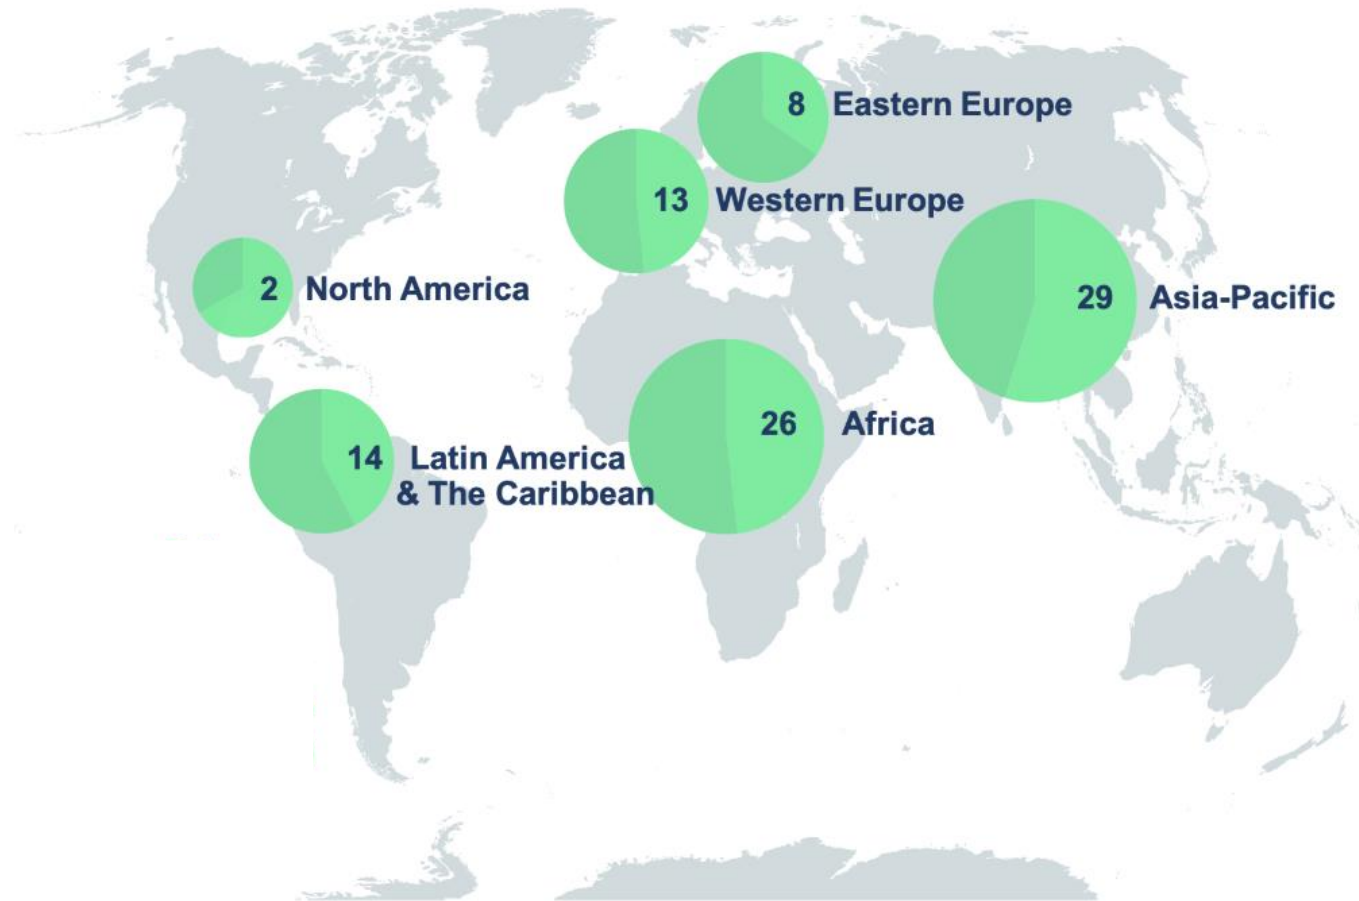 8 Eastern Europe
13 Western Europe
2 North America
29 Asia-Pacific
26 Africa
14 Latin America
& The Caribbean